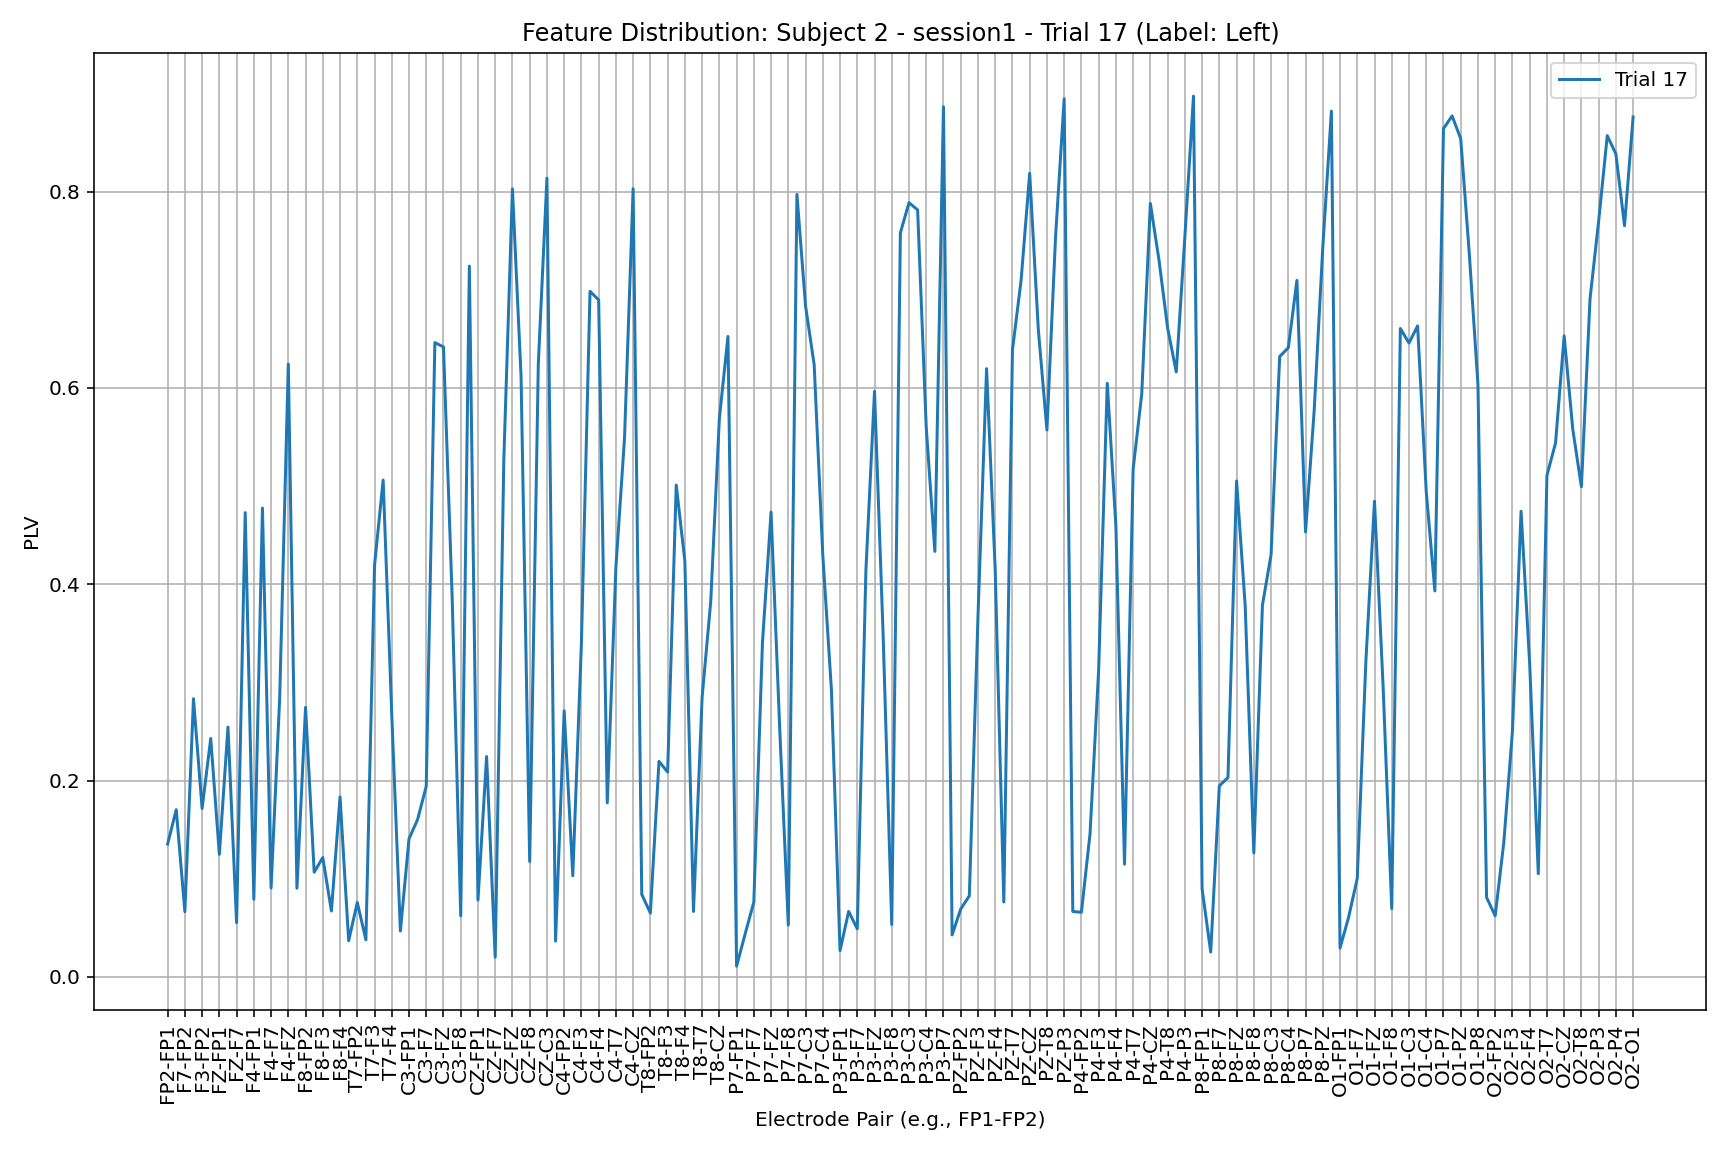 Feature Distribution: Subject 2 - session1 - Trial 17 (Label: Left)
Trial 17
PLV
0.8
0.6
0.4
0.2
0.0
FP2-FP1
F7-FP2
F3-FP2
FZ-FP1
FZ-F7
F4-FP1
F4-F7
F4-FZ
F8-FP2
F8-F3
F8-F4
T7-FP2
T7-F3
T7-F4
C3-FP1
C3-F7
C3-FZ
C3-F8
CZ-FP1
CZ-F7
CZ-FZ
CZ-F8
CZ-C3
C4-FP2
C4-F3
C4-F4
C4-T7
C4-CZ
T8-FP2
T8-F3
T8-F4
T8-T7
T8-CZ
P7-FP1
P7-F7
P7-FZ
P7-F8
P7-C3
P7-C4
P3-FP1
P3-F7
P3-FZ
P3-F8
P3-C3
P3-C4
P3-P7
PZ-FP2
PZ-F3
PZ-F4
PZ-T7
PZ-CZ
PZ-T8
PZ-P3
P4-FP2
P4-F3
P4-F4
P4-T7
P4-CZ
P4-T8
P4-P3
P8-FP1
P8-F7
P8-FZ
P8-F8
P8-C3
P8-C4
P8-P7
P8-PZ
O1-FP1
O1-F7
O1-FZ
O1-F8
O1-C3
O1-C4
O1-P7
O1-PZ
O1-P8
O2-FP2
O2-F3
O2-F4
O2-T7
O2-CZ
O2-T8
O2-P3
O2-P4
O2-O1
Electrode Pair (e.g., FP1-FP2)